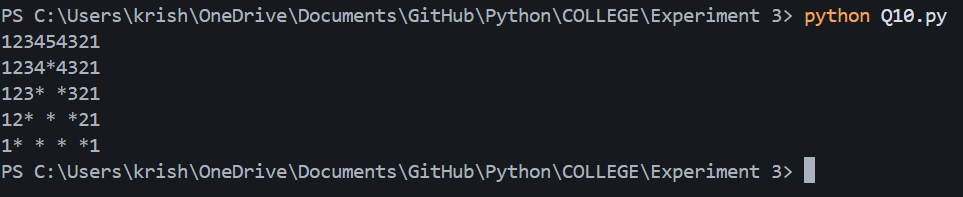 PS C:\Users\krish\OneDrive\Documents\GitHub\Python\COLLEGE\Experiment 3> python Q10.py
123454321
1234*4321
123* *321
12* * *21
1* * * *1
PS C:\Users\krish\OneDrive\Documents\GitHub\Python\COLLEGE\Experiment 3>